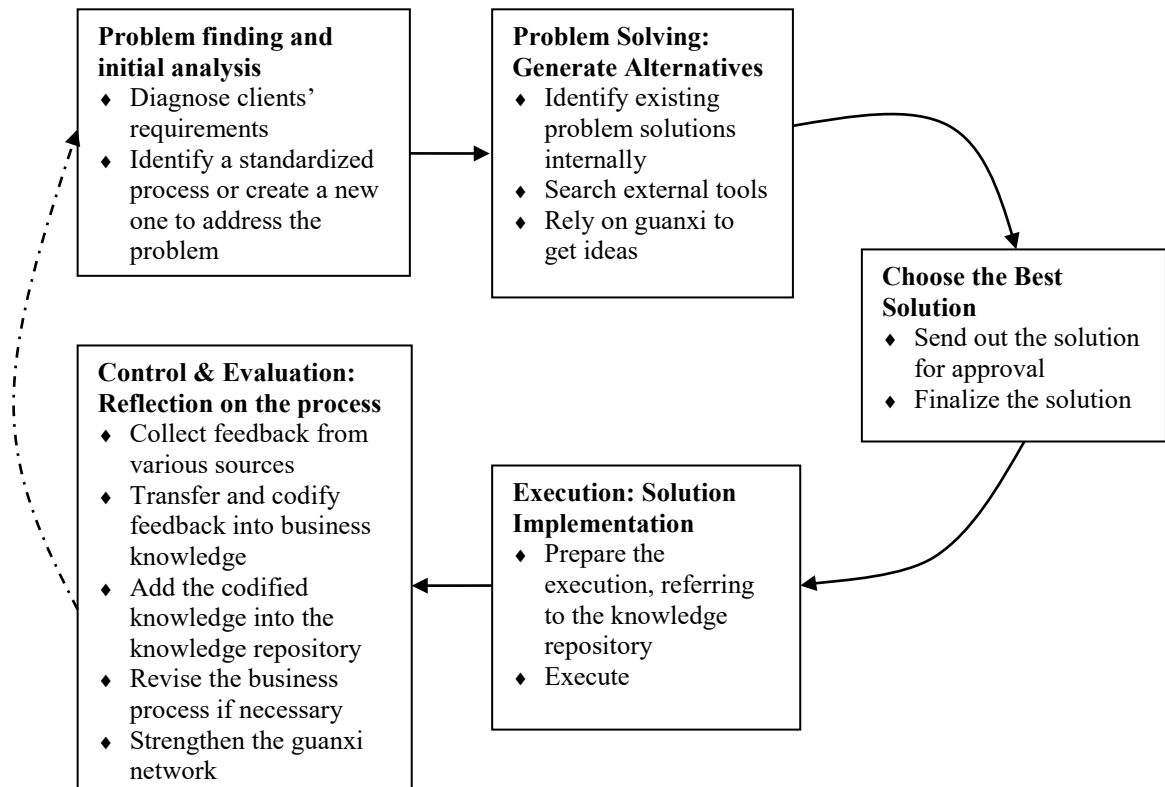 Problem finding and
initial analysis
♦ Diagnose clients’
requirements
♦ Identify a standardized
process or create a new
one to address the
problem
Problem Solving:
Generate Alternatives
♦ Identify existing
problem solutions
internally
♦ Search external tools
♦ Rely on guanxi to
get ideas
Choose the Best
Solution
♦ Send out the solution
for approval
♦ Finalize the solution
Execution: Solution
Implementation
♦ Prepare the
execution, referring
to the knowledge
repository
♦ Execute
Control & Evaluation:
Reflection on the process
♦ Collect feedback from
various sources
♦ Transfer and codify
feedback into business
knowledge
♦ Add the codified
knowledge into the
knowledge repository
♦ Revise the business
process if necessary
♦ Strengthen the guanxi
network